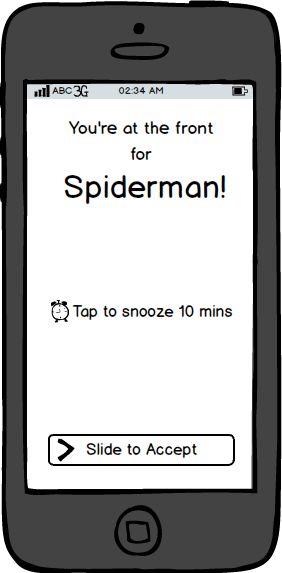 ABC 3G 02:34 AM
You're at the front
for
Spiderman!
Tap to snooze 10 mins
Slide to Accept